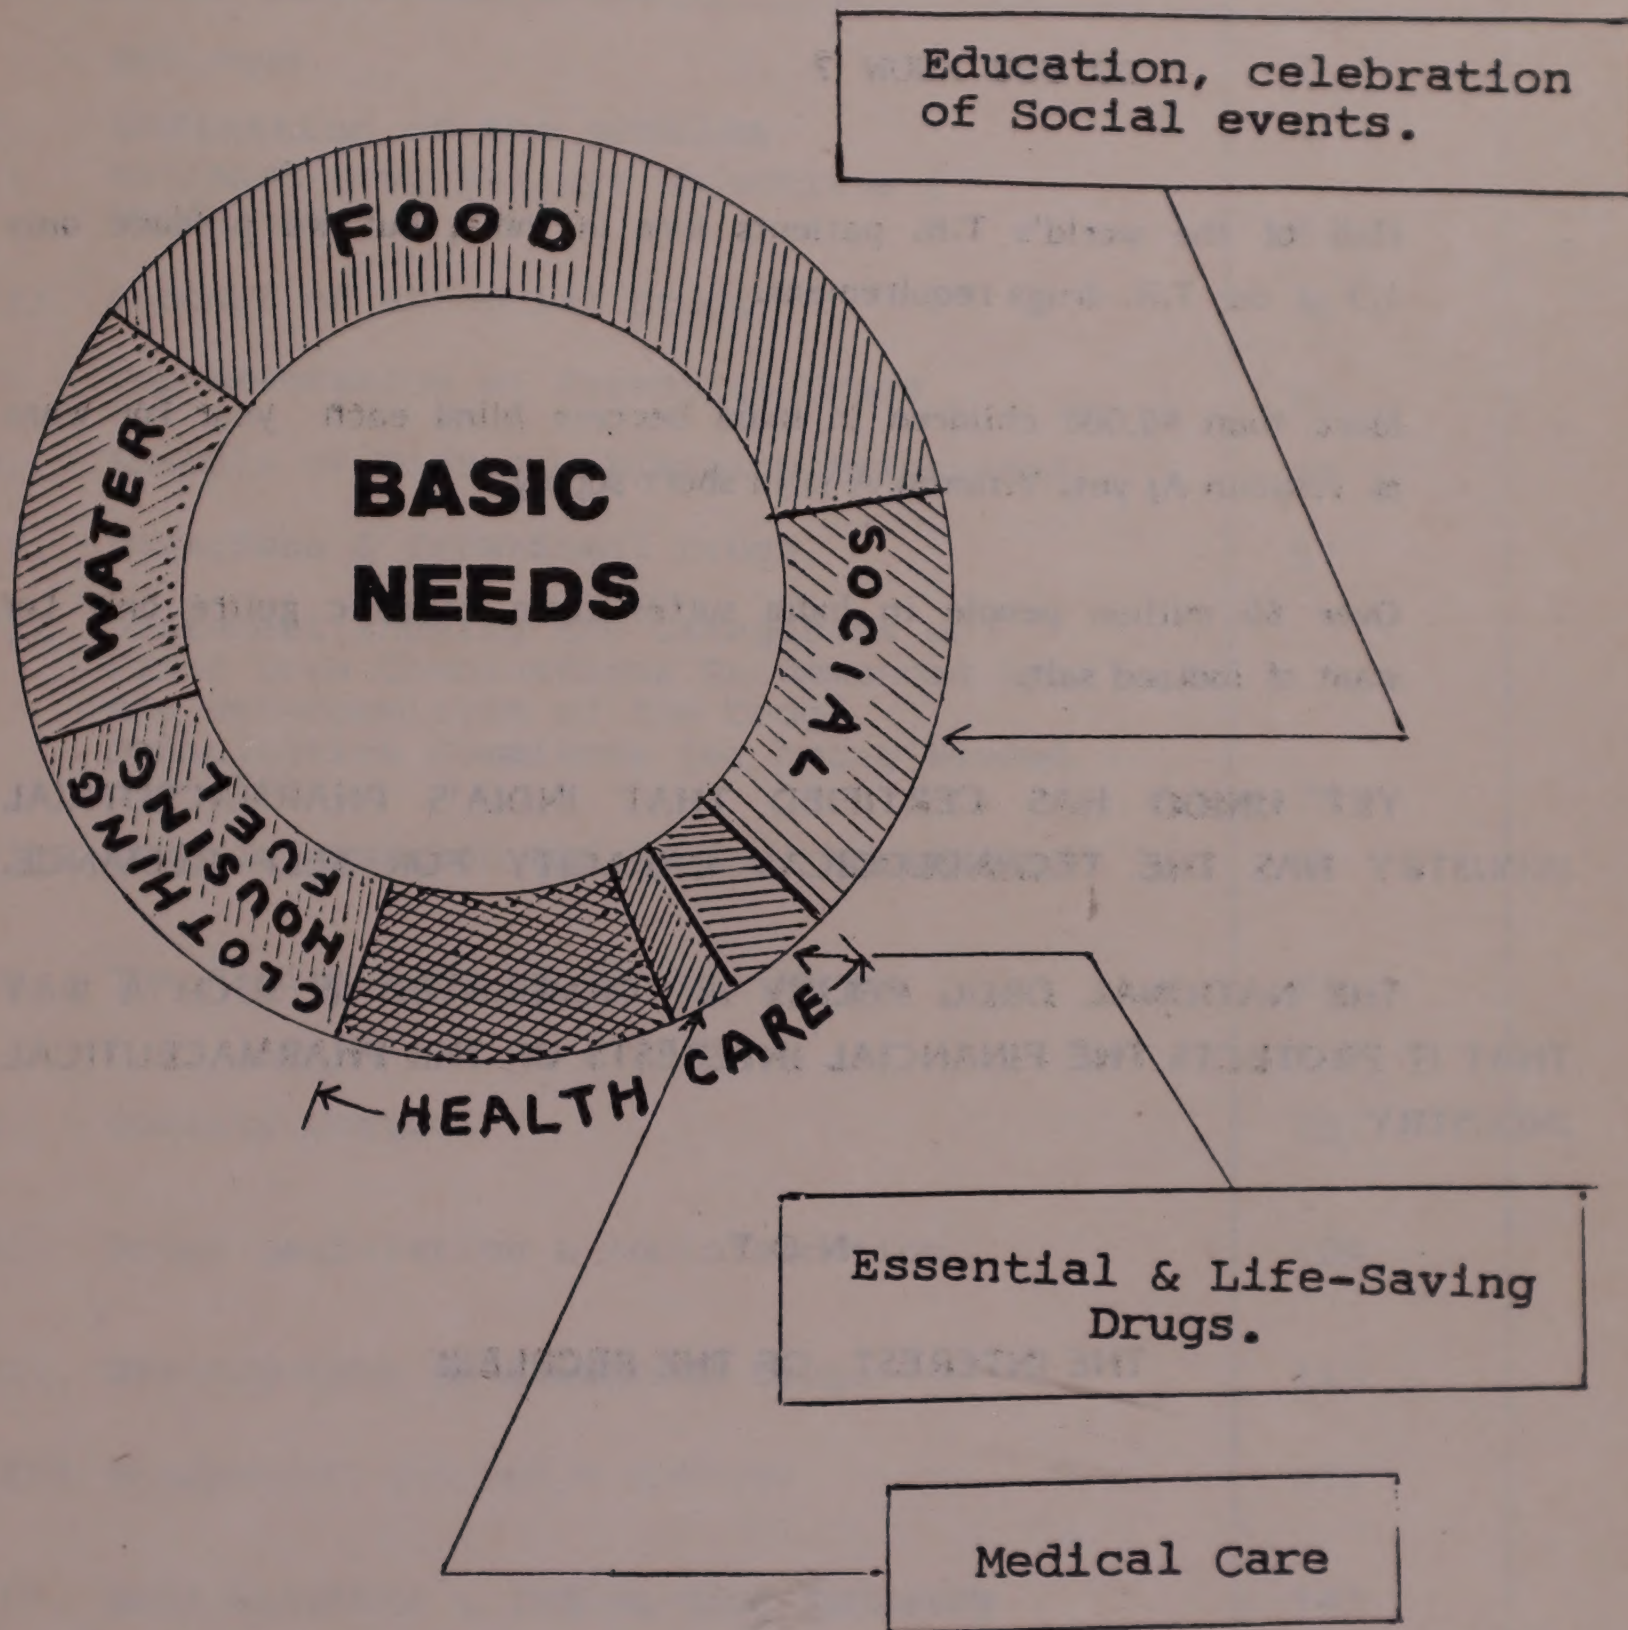 Education, celebration
of Social events.
FOOD
BASIC
NEEDS
WATER
SOCIAL
CLOTHING
HOUSING
FUEL
HEALTH CARE
Essential & Life-Saving
Drugs.
Medical Care